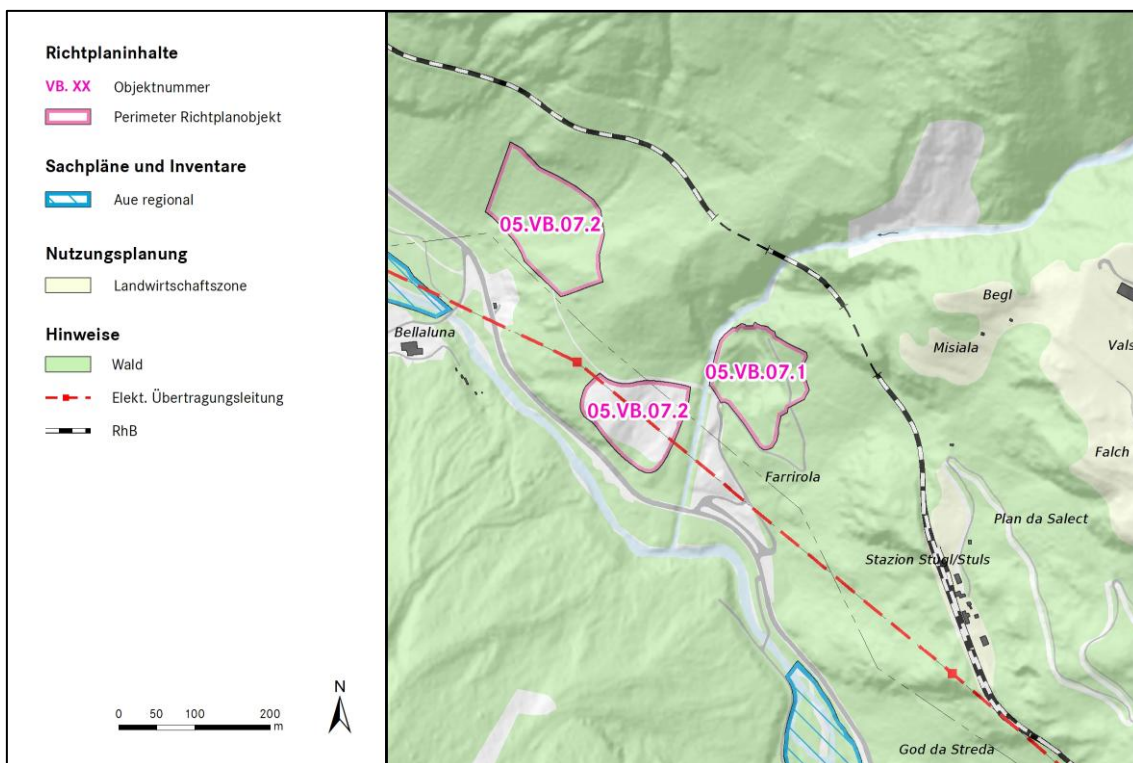 Richtplaninhalte
VB. XX Objektnummer
Perimeter Richtplanobjekt
Sachpläne und Inventare
Aue regional
Nutzungsplanung
Landwirtschaftszone
Hinweise
Wald
Elekt. Übertragungsleitung
RhB
0 50 100 200
m
N
05.VB.07.2
Begl
Bellaluna
Misiala
Vals
05.VB.07.1
05.VB.07.2
Falch
Farrirola
Plan da Salect
Stazion Stugl/Stuls
God da Streda